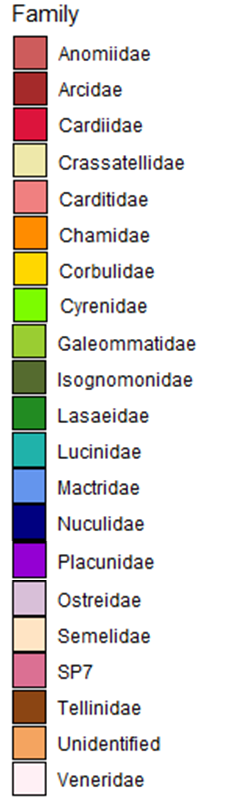 Family
Anomiidae
Arcidae
Cardiidae
Crassatellidae
Carditidae
Chamidae
Corbulidae
Cyrenidae
Galeommatidae
Isognomonidae
Lasaeidae
Lucinidae
Mactridae
Nuculidae
Placunidae
Ostreidae
Semelidae
SP7
Tellinidae
Unidentified
Veneridae